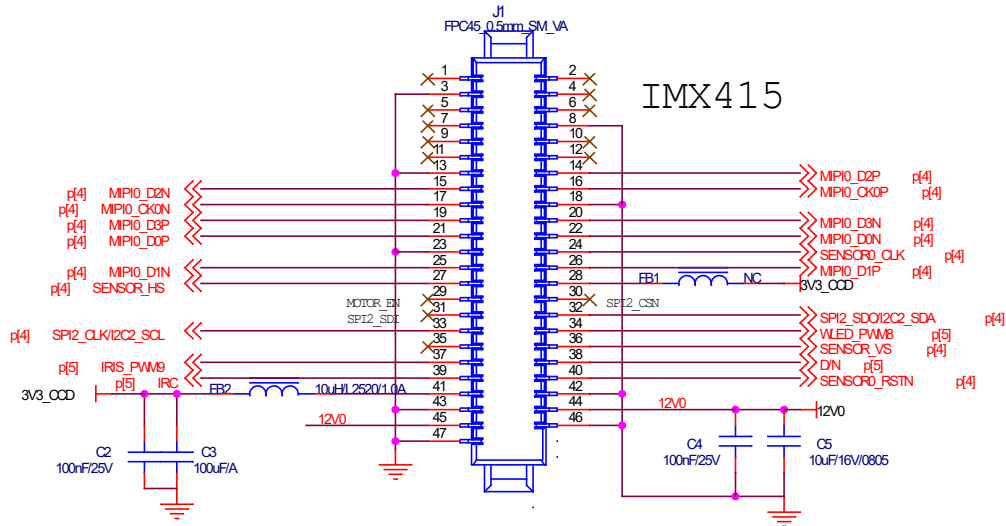 J1
FPC45_0.5mm_SM_VA
IMX415
1 2
3 4
5 6
7 8
9 10
11 12
13 14 MIPI0_D2P p[4]
p[4] MIPI0_D2N 15 16 MIPI0_CK0P p[4]
p[4] MIPI0_CK0N 17 18
p[4] MIPI0_D3P 19 20 MIPI0_D3N p[4]
p[4] MIPI0_D0P 21 22 MIPI0_D0N p[4]
23 24 SENSOR0_CLK p[4]
p[4] MIPI0_D1N 25 26 MIPI0_D1P p[4]
p[4] SENSOR_HS 27 28 FB1 NC 3V3_CCD
MOTOR_EN 29 30 SPI2_CSN
SPI2_SDI 31 32 SPI2_SDO/I2C2_SDA p[4]
p[4] SPI2_CLK/I2C2_SCL 33 34 WLED_PWM8 p[5]
35 36 SENSOR_VS p[4]
p[5] IRIS_PWM9 37 38 D/N p[5]
p[5] IRC 39 40 SENSOR0_RSTN p[4]
3V3_CCD FB2 10uH/L2520/1.0A 41 42
43 44 12V0 12V0
12V0 45 46
47
C2
100nF/25V
C3
100uF/A
C4
100nF/25V
C5
10uF/16V/0805